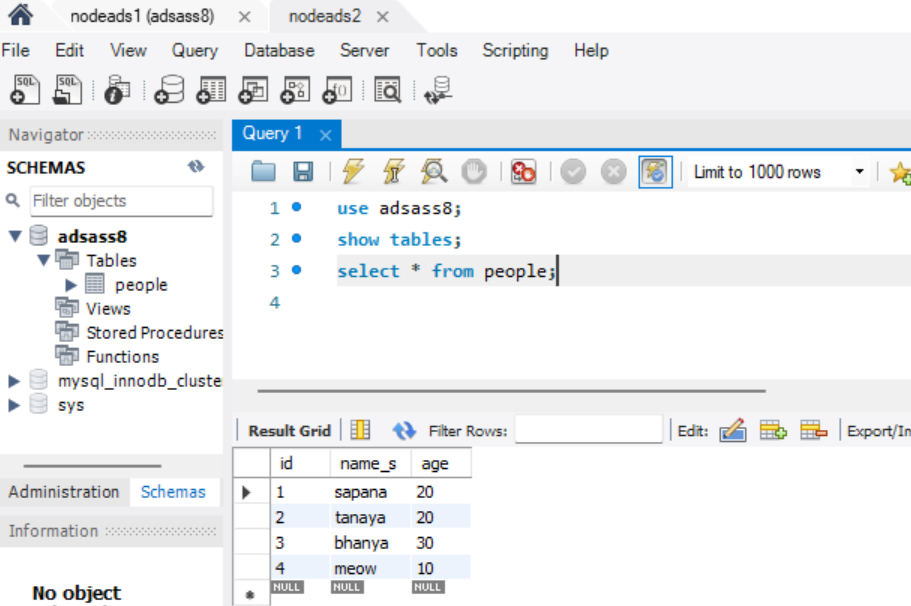 nodeads1 (adsass8) × nodeads2 ×
File Edit View Query Database Server Tools Scripting Help
Navigator
SCHEMAS
Filter objects
adsass8
Tables
people
Views
Stored Procedures
Functions
mysql_innodb_cluste
sys
Administration Schemas
Information
No object
Query 1 ×
Limit to 1000 rows
1 use adsass8;
2 show tables;
3 select * from people;
4
Result Grid Filter Rows: Edit: Export/Im
id name_s age
1 sapana 20
2 tanaya 20
3 bhanya 30
4 meow 10
NULL NULL NULL